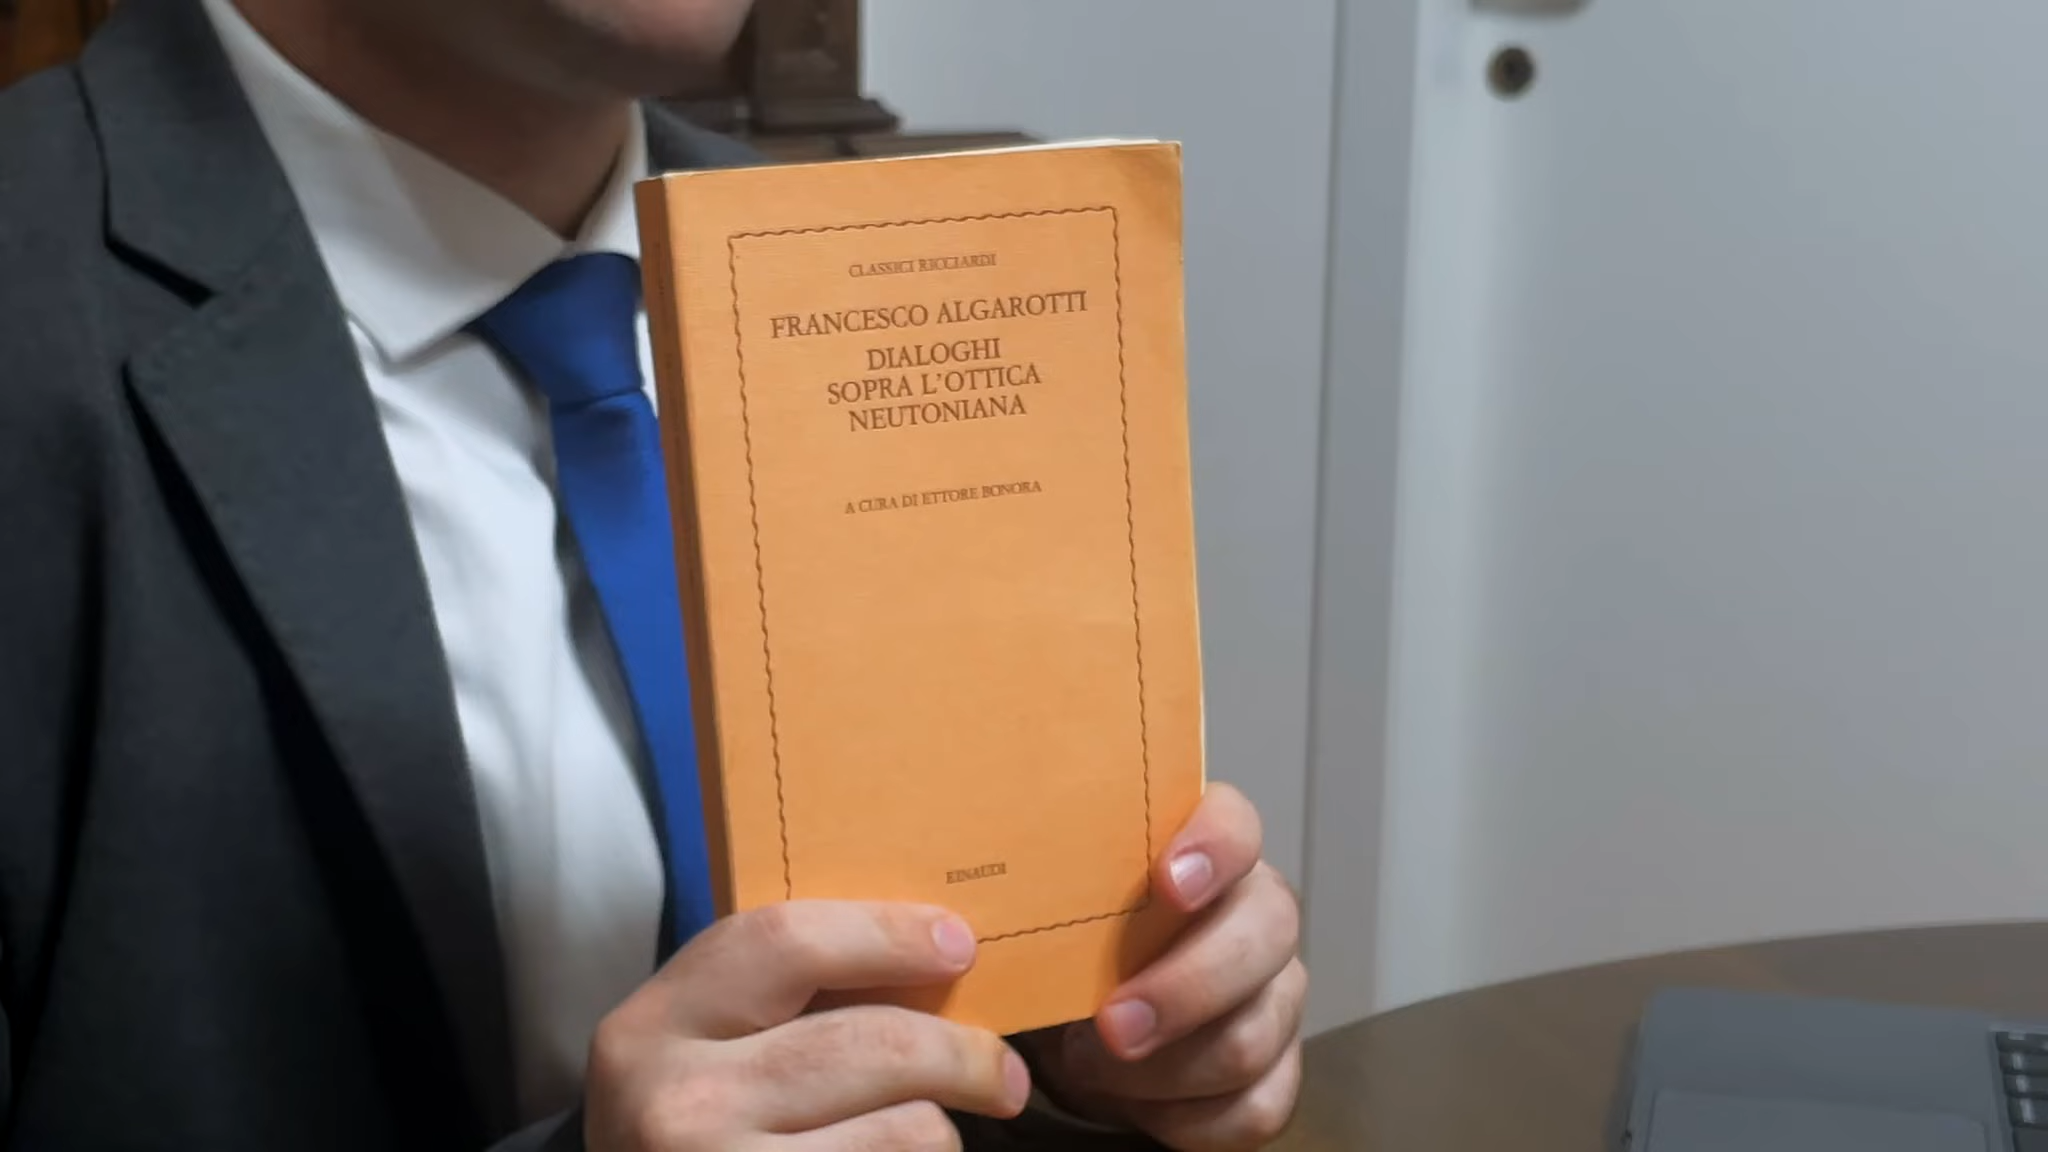 CLASSICI RICCIARDI
FRANCESCO ALGAROTTI
DIALOGHI
SOPRA L'OTTICA
NEUTONIANA
A CURA DI ETTORE BONORA
EINAUDI